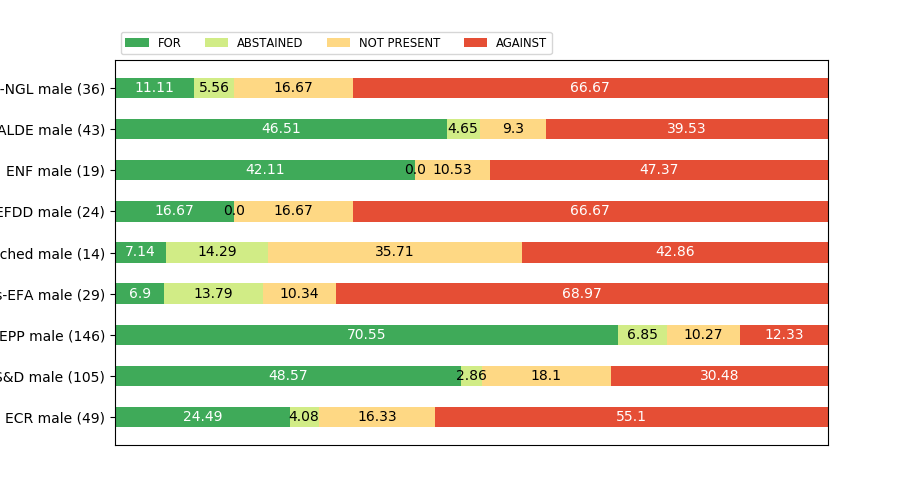 FOR ABSTAINED NOT PRESENT AGAINST
-NGL male (36) 11.11 5.56 16.67 66.67
ALDE male (43) 46.51 4.65 9.3 39.53
ENF male (19) 42.11 0.0 10.53 47.37
EFDD male (24) 16.67 0.0 16.67 66.67
ched male (14) 7.14 14.29 35.71 42.86
s-EFA male (29) 6.9 13.79 10.34 68.97
EPP male (146) 70.55 6.85 10.27 12.33
S&D male (105) 48.57 2.86 18.1 30.48
ECR male (49) 24.49 4.08 16.33 55.1